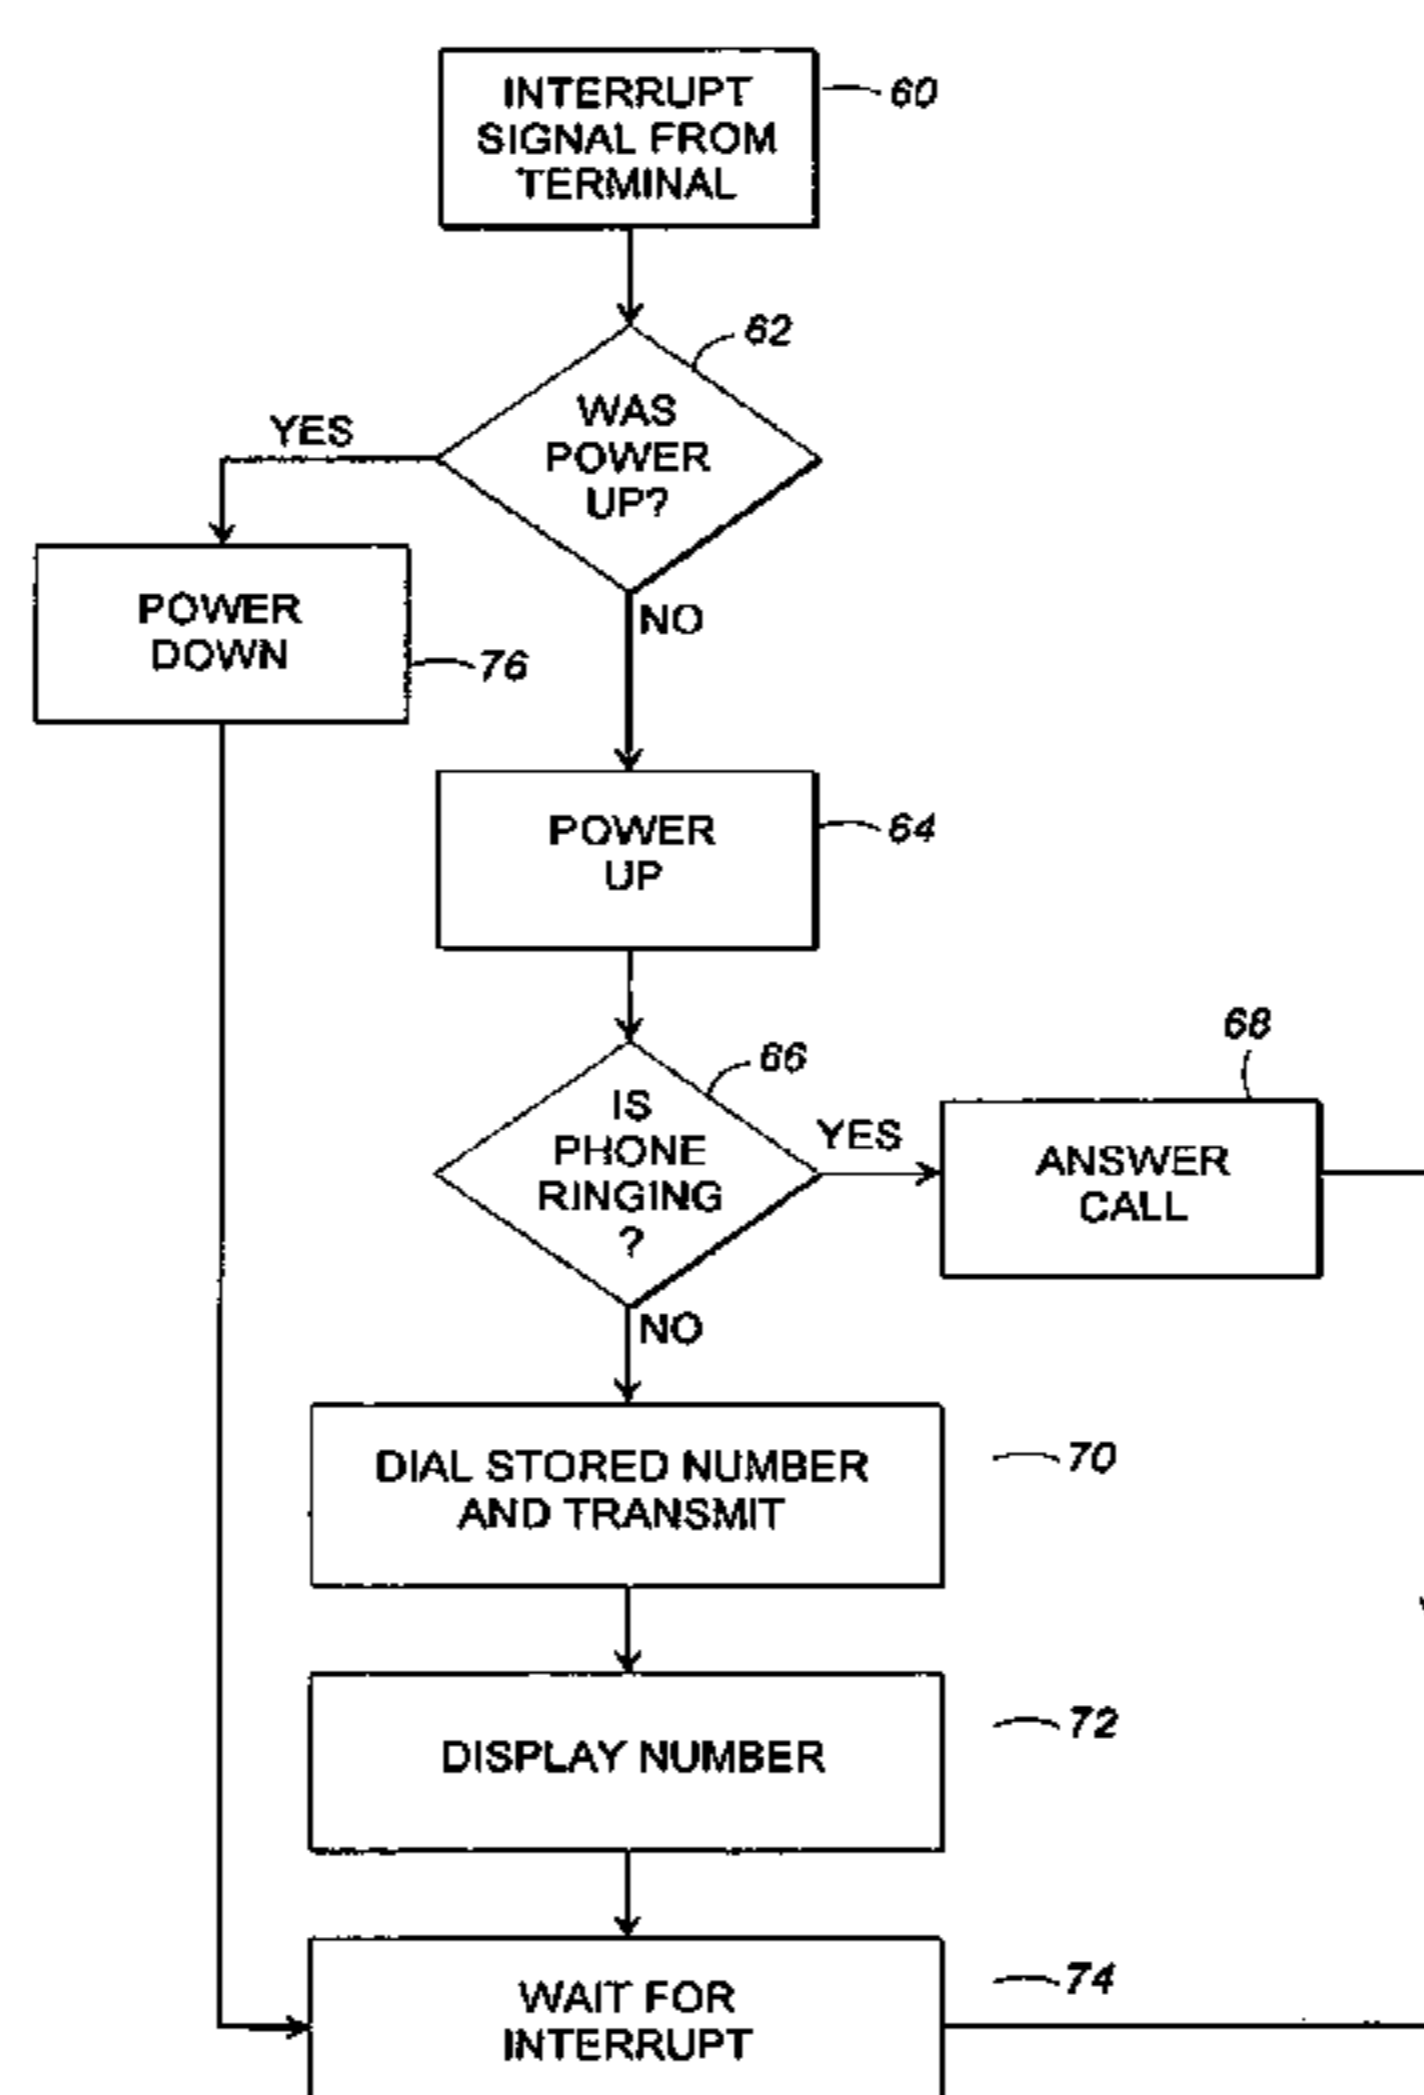 INTERRUPT
SIGNAL FROM
TERMINAL
60
62
WAS
POWER
UP?
YES
NO
POWER
DOWN
76
POWER
UP
64
66
IS
PHONE
RINGING
?
YES
NO
68
ANSWER
CALL
DIAL STORED NUMBER
AND TRANSMIT
70
DISPLAY NUMBER
72
WAIT FOR
INTERRUPT
74